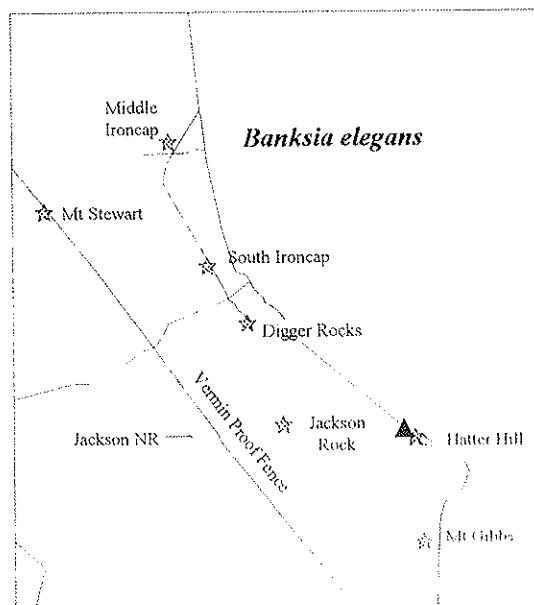 Middle
Ironcap
Banksia elegans
Mt Stewart
South Ironcap
Digger Rocks
Vermin Proof Fence
Jackson NR
Jackson
Rock
Hatter Hill
Mt Gibbs